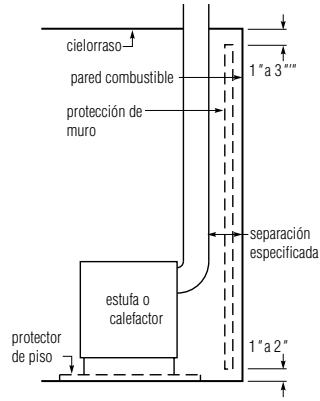 cielorraso
pared combustible
1" a 3"""
protección de
muro
separación
especificada
estufa o
calefactor
protector
de piso
1" a 2"